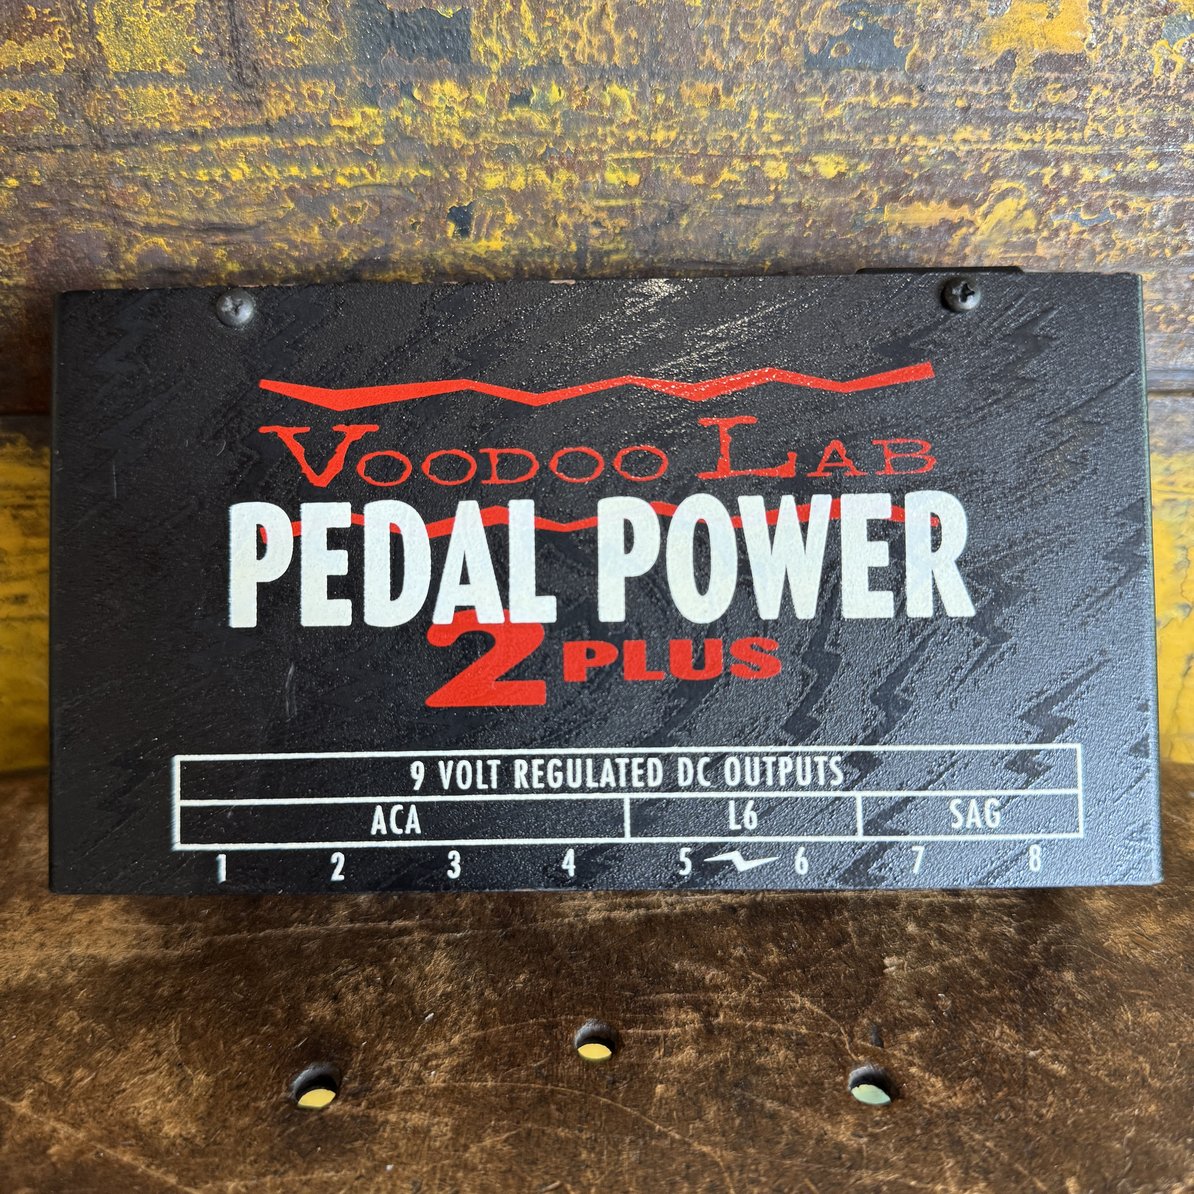 VOODOO LAB
PEDAL POWER
2 PLUS
9 VOLT REGULATED DC OUTPUTS
ACA L6 SAG
1 2 3 4 5 6 7 8